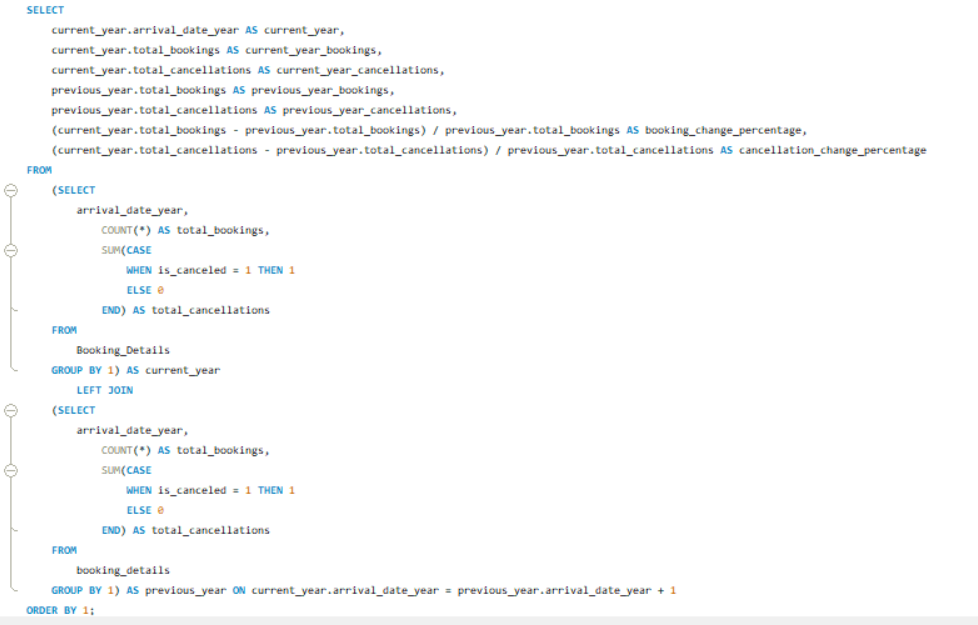 SELECT
current_year.arrival_date_year AS current_year,
current_year.total_bookings AS current_year_bookings,
current_year.total_cancellations AS current_year_cancellations,
previous_year.total_bookings AS previous_year_bookings,
previous_year.total_cancellations AS previous_year_cancellations,
(current_year.total_bookings - previous_year.total_bookings) / previous_year.total_bookings AS booking_change_percentage,
(current_year.total_cancellations - previous_year.total_cancellations) / previous_year.total_cancellations AS cancellation_change_percentage
FROM
(SELECT
arrival_date_year,
COUNT(*) AS total_bookings,
SUM(CASE
WHEN is_canceled = 1 THEN 1
ELSE 0
END) AS total_cancellations
FROM
Booking_Details
GROUP BY 1) AS current_year
LEFT JOIN
(SELECT
arrival_date_year,
COUNT(*) AS total_bookings,
SUM(CASE
WHEN is_canceled = 1 THEN 1
ELSE 0
END) AS total_cancellations
FROM
booking_details
GROUP BY 1) AS previous_year ON current_year.arrival_date_year = previous_year.arrival_date_year + 1
ORDER BY 1;